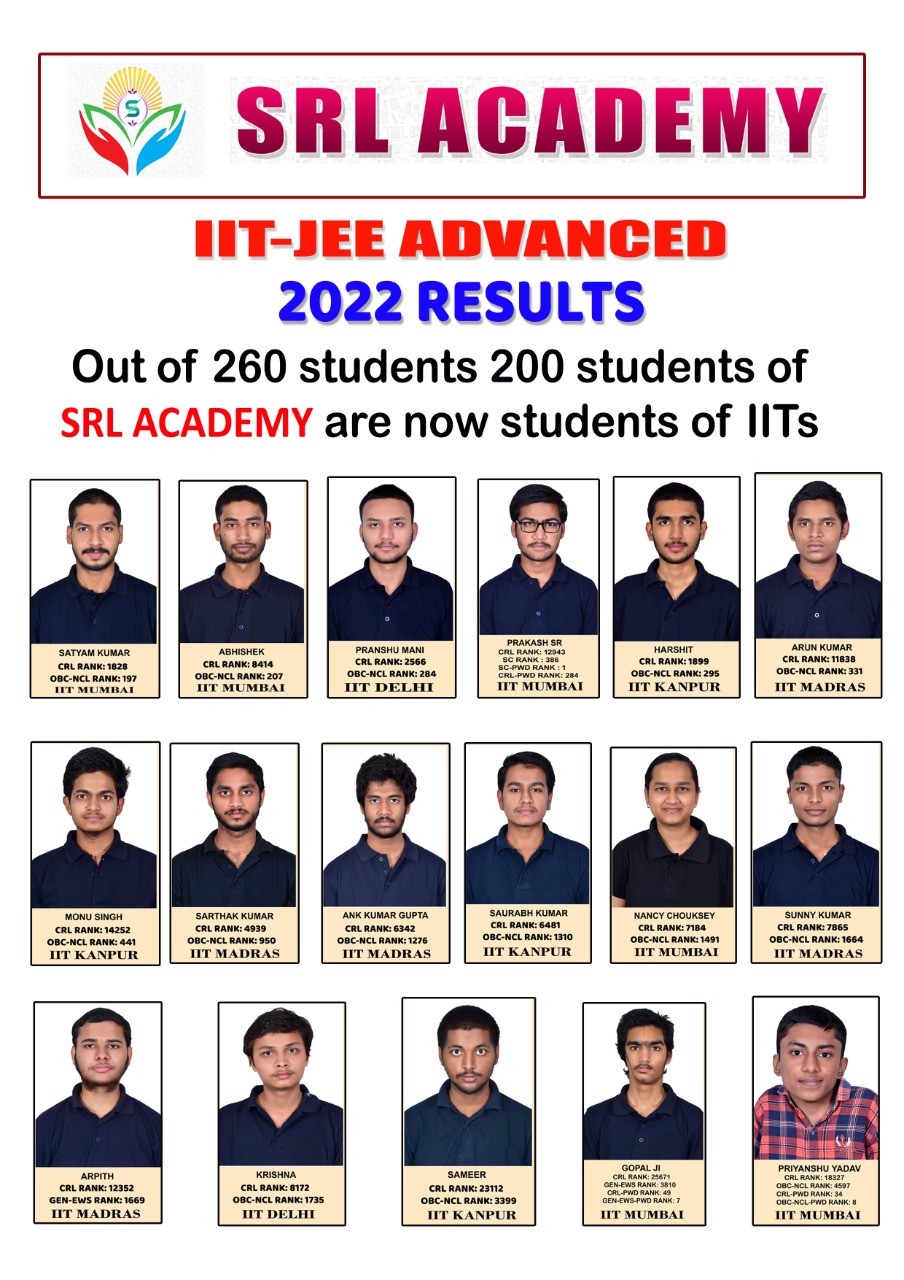 S
SRL ACADEMY
IIT-JEE ADVANCED
2022 RESULTS
Out of 260 students 200 students of
SRL ACADEMY are now students of IITs
SATYAM KUMAR
CRL RANK: 1828
OBC-NCL RANK: 197
IIT MUMBAI
ABHISHEK
CRL RANK: 8414
OBC-NCL RANK: 207
IIT MUMBAI
PRANSHU MANI
CRL RANK: 2566
OBC-NCL RANK: 284
IIT DELHI
PRAKASH SR
CRL RANK: 12943
SC RANK : 386
SC-PWD RANK : 1
CRL-PWD RANK: 284
IIT MUMBAI
HARSHIT
CRL RANK: 1899
OBC-NCL RANK: 295
IIT KANPUR
ARUN KUMAR
CRL RANK: 11838
OBC-NCL RANK: 331
IIT MADRAS
MONU SINGH
CRL RANK: 14252
OBC-NCL RANK: 441
IIT KANPUR
SARTHAK KUMAR
CRL RANK: 4939
OBC-NCL RANK: 950
IIT MADRAS
ANK KUMAR GUPTA
CRL RANK: 6342
OBC-NCL RANK: 1276
IIT MADRAS
SAURABH KUMAR
CRL RANK: 6481
OBC-NCL RANK: 1310
IIT KANPUR
NANCY CHOUKSEY
CRL RANK: 7184
OBC-NCL RANK: 1491
IIT MUMBAI
SUNNY KUMAR
CRL RANK: 7865
OBC-NCL RANK: 1664
IIT MADRAS
ARPITH
CRL RANK: 12352
GEN-EWS RANK: 1669
IIT MADRAS
KRISHNA
CRL RANK: 8172
OBC-NCL RANK: 1735
IIT DELHI
SAMEER
CRL RANK: 23112
OBC-NCL RANK: 3399
IIT KANPUR
GOPAL JI
CRL RANK: 25671
GEN-EWS RANK: 3810
CRL-PWD RANK: 49
GEN-EWS-PWD RANK: 7
IIT MUMBAI
PRIYANSHU YADAV
CRL RANK: 18327
OBC-NCL RANK: 4597
CRL-PWD RANK: 34
OBC-NCL-PWD RANK: 8
IIT MUMBAI